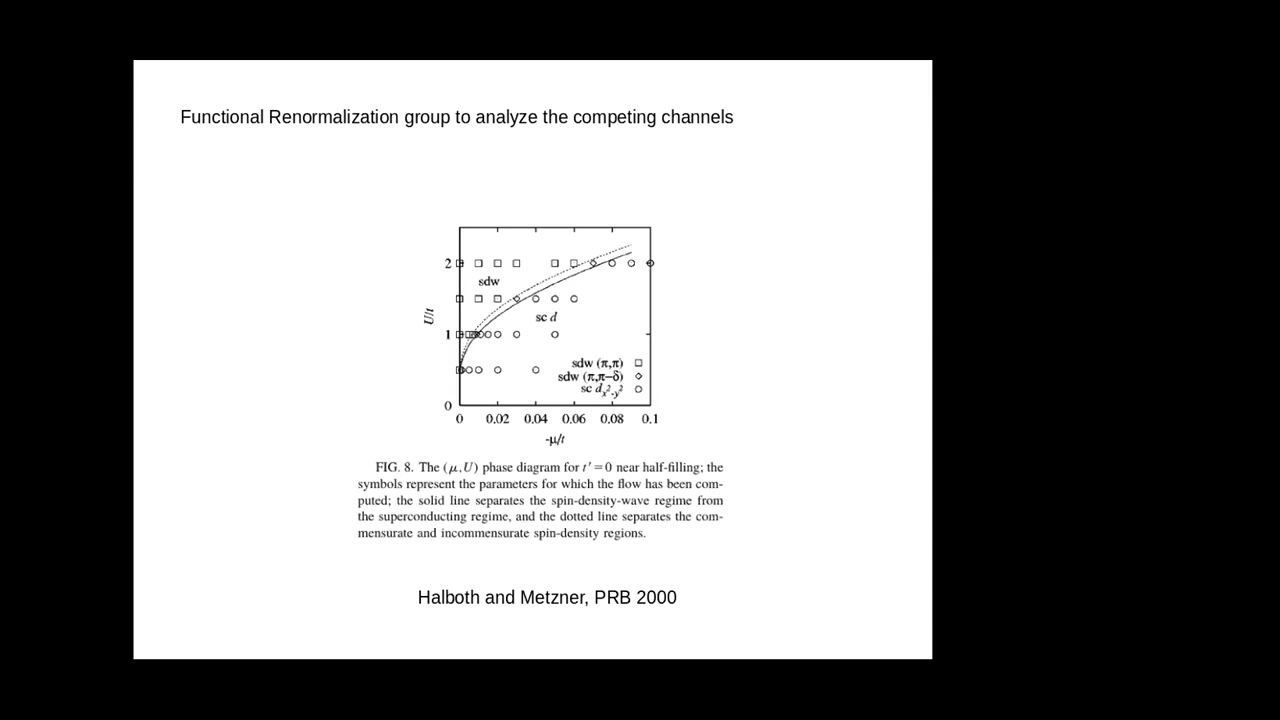 Functional Renormalization group to analyze the competing channels
2
sdw
U/t
sc d
1
sdw (π,π)
sdw (π,π−δ)
sc d_x²-y²
0
0 0.02 0.04 0.06 0.08 0.1
-μ/t
FIG. 8. The (μ,U) phase diagram for t′=0 near half-filling; the
symbols represent the parameters for which the flow has been com-
puted; the solid line separates the spin-density-wave regime from
the superconducting regime, and the dotted line separates the com-
mensurate and incommensurate spin-density regions.
Halboth and Metzner, PRB 2000